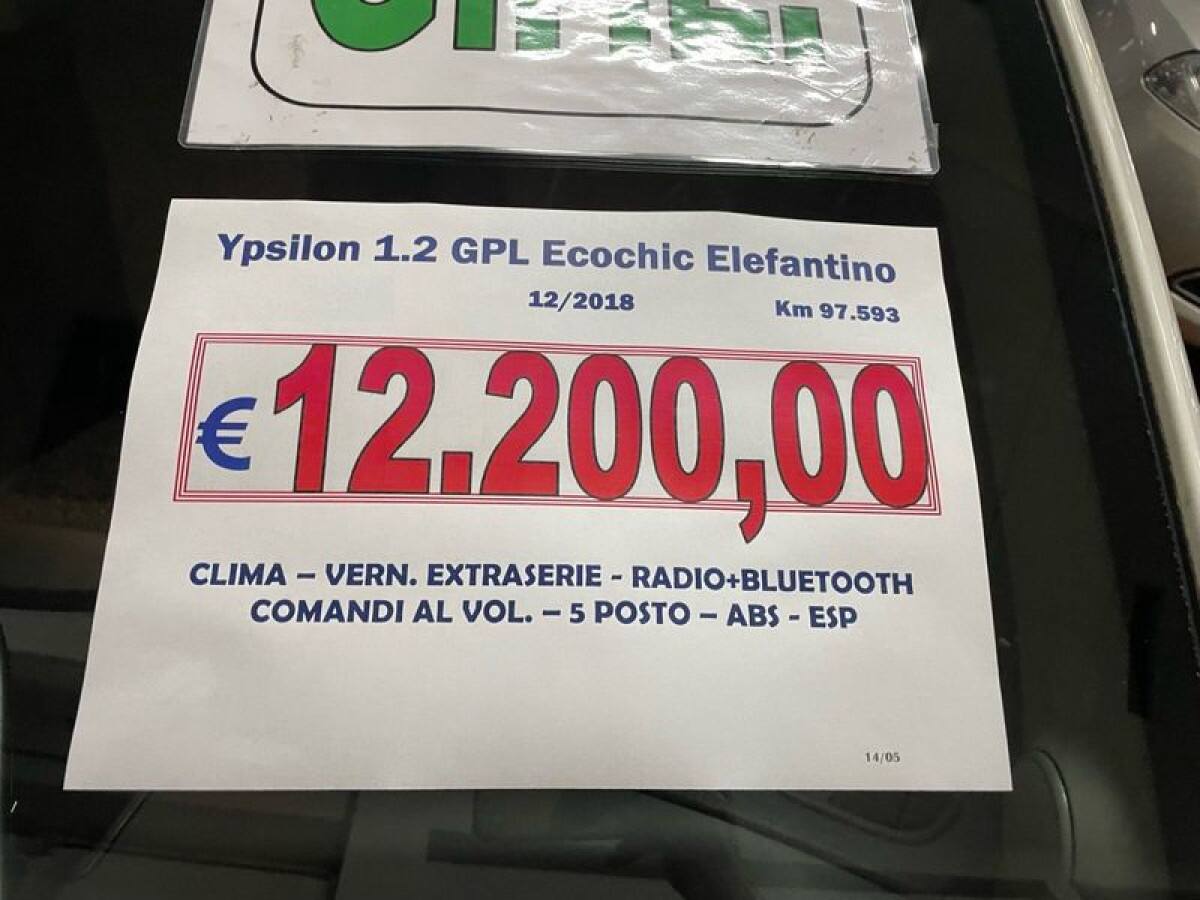 Ypsilon 1.2 GPL Ecochic Elefantino
12/2018 Km 97.593
€12.200,00
CLIMA – VERN. EXTRASERIE - RADIO+BLUETOOTH
COMANDI AL VOL. – 5 POSTO – ABS - ESP
14/05